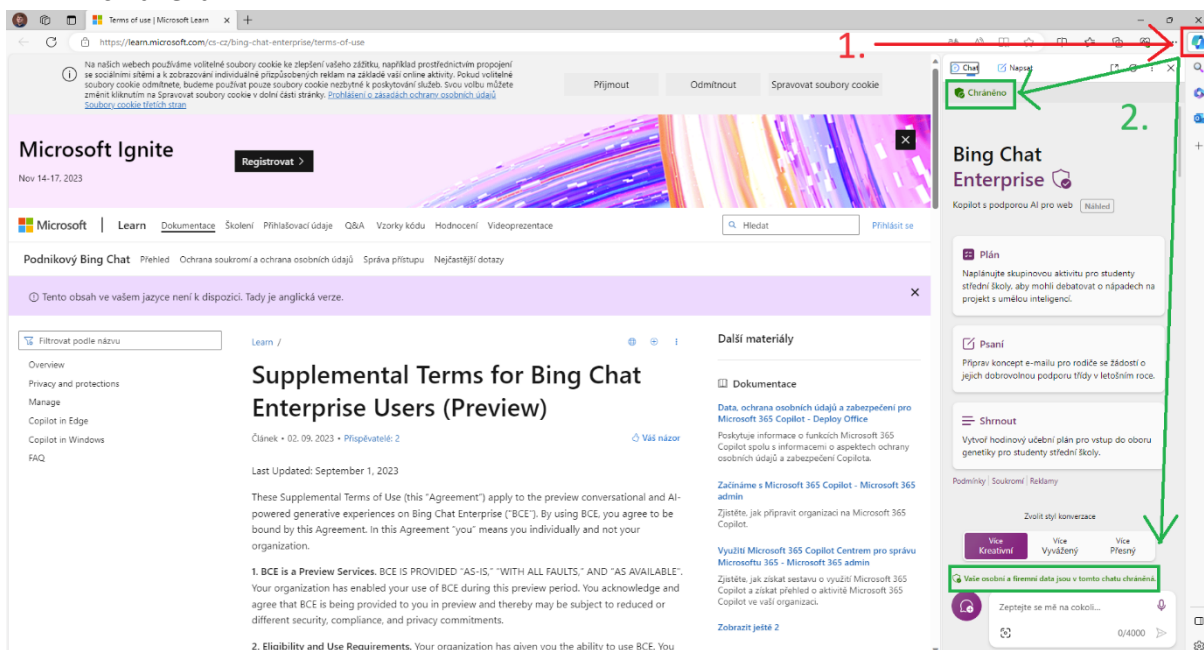 Terms of use | Microsoft Learn
https://learn.microsoft.com/cs-cz/bing-chat-enterprise/terms-of-use
1.
Na našich webech používáme volitelné soubory cookie ke zlepšení vašeho zážitku, například prostřednictvím propojení
se sociálními sítěmi a k zobrazování individuálně přizpůsobených reklam na základě vaší online aktivity. Pokud volitelné
soubory cookie odmítnete, budeme používat pouze soubory cookie nezbytné k poskytování služeb. Svou volbu můžete
změnit kliknutím na Spravovat soubory cookie v dolní části stránky. Prohlášení o zásadách ochrany osobních údajů
Soubory cookie třetích stran
Přijmout
Odmítnout
Spravovat soubory cookie
Microsoft Ignite
Nov 14-17, 2023
Registrovat >
Microsoft
Learn
Dokumentace
Školení
Přihlašovací údaje
Q&A
Vzorky kódu
Hodnocení
Videoprezentace
Hledat
Přihlásit se
Podnikový Bing Chat
Přehled
Ochrana soukromí a ochrana osobních údajů
Správa přístupu
Nejčastější dotazy
Tento obsah ve vašem jazyce není k dispozici. Tady je anglická verze.
Filtrovat podle názvu
Overview
Privacy and protections
Manage
Copilot in Edge
Copilot in Windows
FAQ
Learn /
Supplemental Terms for Bing Chat
Enterprise Users (Preview)
Článek • 02. 09. 2023 • Přispěvatelé: 2
Váš názor
Last Updated: September 1, 2023
These Supplemental Terms of Use (this "Agreement") apply to the preview conversational and AI-
powered generative experiences on Bing Chat Enterprise ("BCE"). By using BCE, you agree to be
bound by this Agreement. In this Agreement "you" means you individually and not your
organization.
1. BCE is a Preview Services. BCE IS PROVIDED "AS-IS," "WITH ALL FAULTS," AND "AS AVAILABLE".
Your organization has enabled your use of BCE during this preview period. You acknowledge and
agree that BCE is being provided to you in preview and thereby may be subject to reduced or
different security, compliance, and privacy commitments.
2. Eligibility and Use Requirements. Your organization has given you the ability to use BCE. You
Další materiály
Dokumentace
Data, ochrana osobních údajů a zabezpečení pro
Microsoft 365 Copilot - Deploy Office
Poskytuje informace o funkcích Microsoft 365
Copilot spolu s informacemi o aspektech ochrany
osobních údajů a zabezpečení Copilota.
Začínáme s Microsoft 365 Copilot - Microsoft 365
admin
Zjistěte, jak připravit organizaci na Microsoft 365
Copilot.
Využití Microsoft 365 Copilot Centrem pro správu
Microsoftu 365 - Microsoft 365 admin
Zjistěte, jak získat sestavu o využití Microsoft 365
Copilot a získat přehled o aktivitě Microsoft 365
Copilot ve vaší organizaci.
Zobrazit ještě 2
Chat
Napsat
Chráněno
2.
Bing Chat
Enterprise
Kopilot s podporou AI pro web
Náhled
Plán
Naplánujte skupinovou aktivitu pro studenty
střední školy, aby mohli debatovat o nápadech na
projekt s umělou inteligencí.
Psaní
Připrav koncept e-mailu pro rodiče se žádostí o
jejich dobrovolnou podporu třídy v letošním roce.
Shrnout
Vytvoř hodinový učební plán pro vstup do oboru
genetiky pro studenty střední školy.
Podmínky | Soukromí | Reklamy
Zvolit styl konverzace
Více
Kreativní
Více
Vyvážený
Více
Přesný
Vaše osobní a firemní data jsou v tomto chatu chráněná.
Zeptejte se mě na cokoli...
0/4000